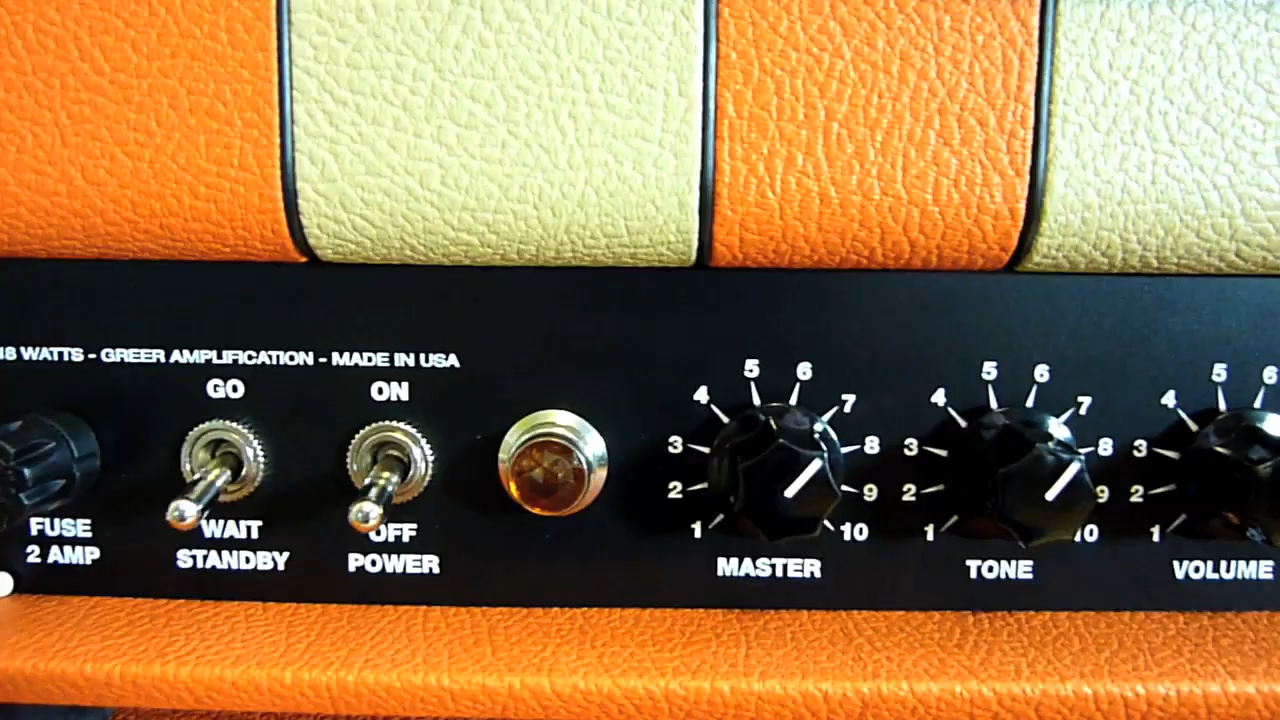 18 WATTS - GREER AMPLIFICATION - MADE IN USA
GO
ON
FUSE
2 AMP
WAIT
STANDBY
OFF
POWER
1 2 3 4 5 6 7 8 9 10
MASTER
1 2 3 4 5 6 7 8 9 10
TONE
1 2 3 4 5 6
VOLUME